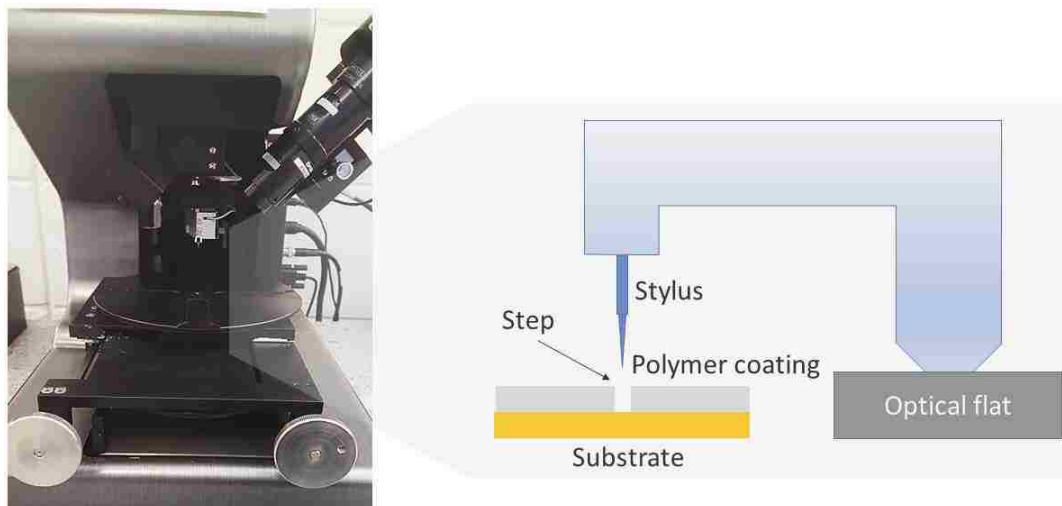 Stylus
Step
Polymer coating
Optical flat
Substrate